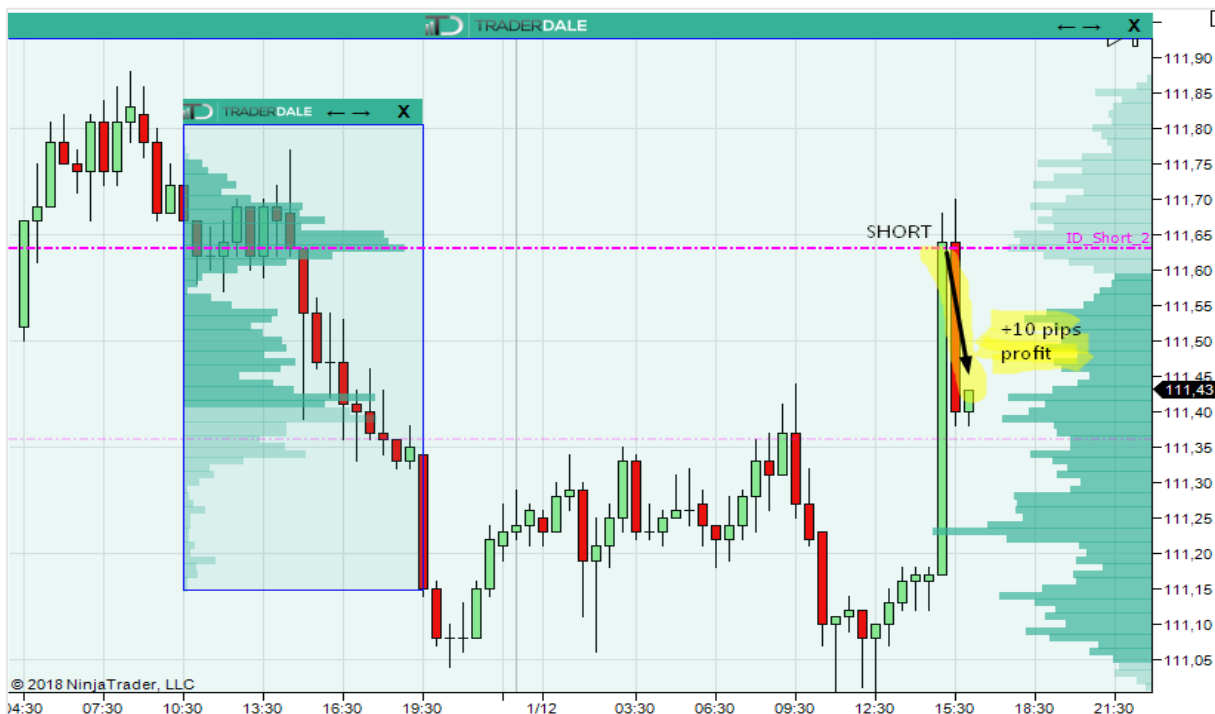 TRADERDALE ← → X
111,90
111,85
TRADERDALE ← → X
111,80
111,75
111,70
SHORT
111,65
ID_Short_2
111,60
111,55
+10 pips
profit
111,50
111,45
111,43
111,40
111,35
111,30
111,25
111,20
111,15
111,10
111,05
© 2018 NinjaTrader, LLC
04:30 07:30 10:30 13:30 16:30 19:30 1/12 03:30 06:30 09:30 12:30 15:30 18:30 21:30